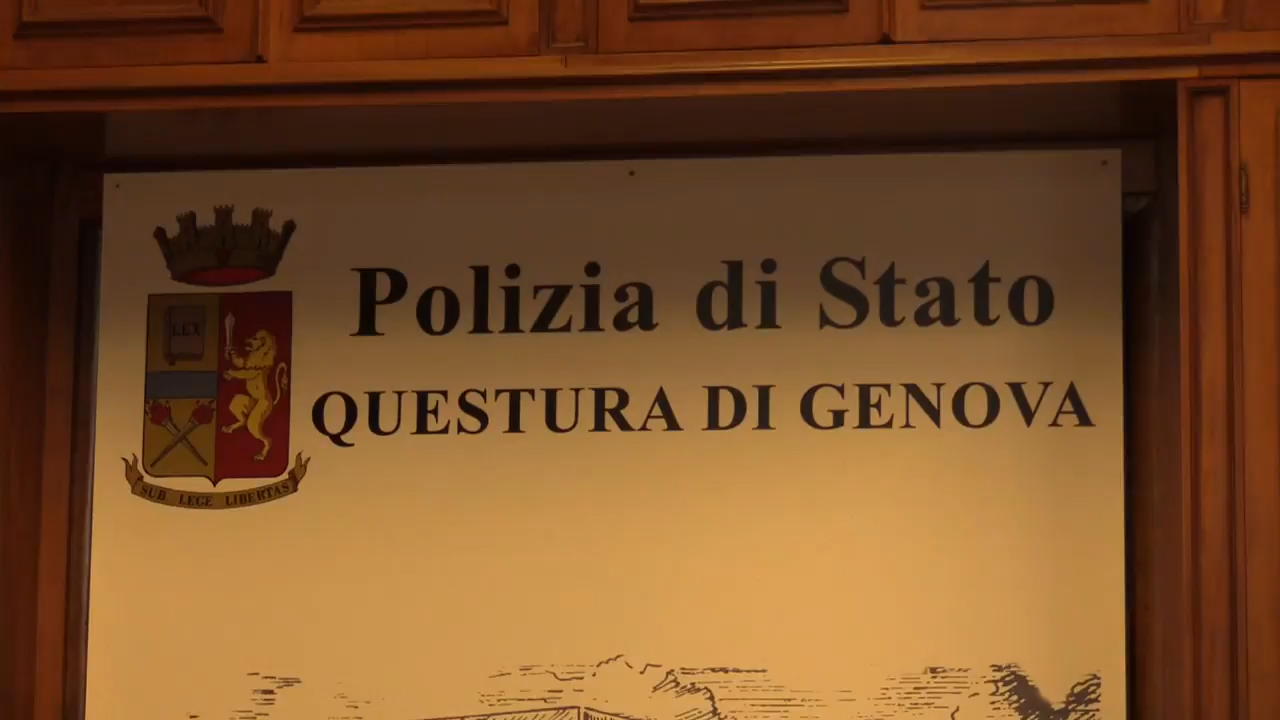 Polizia di Stato
QUESTURA DI GENOVA
LEX
SUB LEGE LIBERTAS